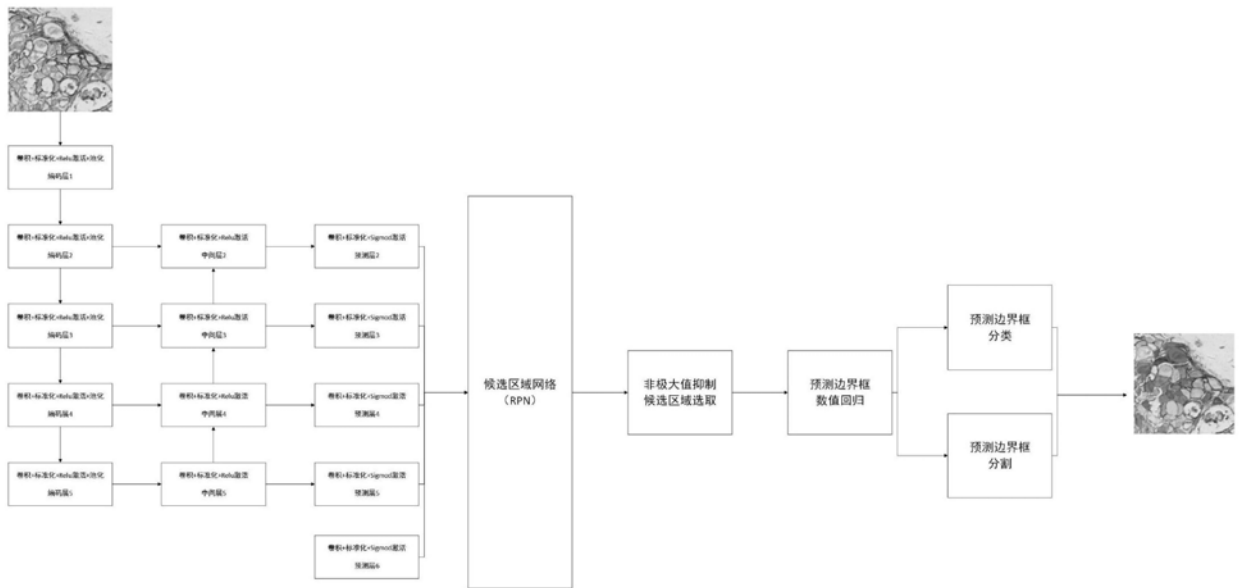 卷积+标准化+Relu激活+池化
编码层1
卷积+标准化+Relu激活+池化
编码层2
卷积+标准化+Relu激活
中间层2
卷积+标准化+Sigmod激活
预测层2
卷积+标准化+Relu激活+池化
编码层3
卷积+标准化+Relu激活
中间层3
卷积+标准化+Sigmod激活
预测层3
卷积+标准化+Relu激活+池化
编码层4
卷积+标准化+Relu激活
中间层4
卷积+标准化+Sigmod激活
预测层4
卷积+标准化+Relu激活+池化
编码层5
卷积+标准化+Relu激活
中间层5
卷积+标准化+Sigmod激活
预测层5
卷积+标准化+Sigmod激活
预测层6
候选区域网络
（RPN）
非极大值抑制
候选区域选取
预测边界框
数值回归
预测边界框
分类
预测边界框
分割